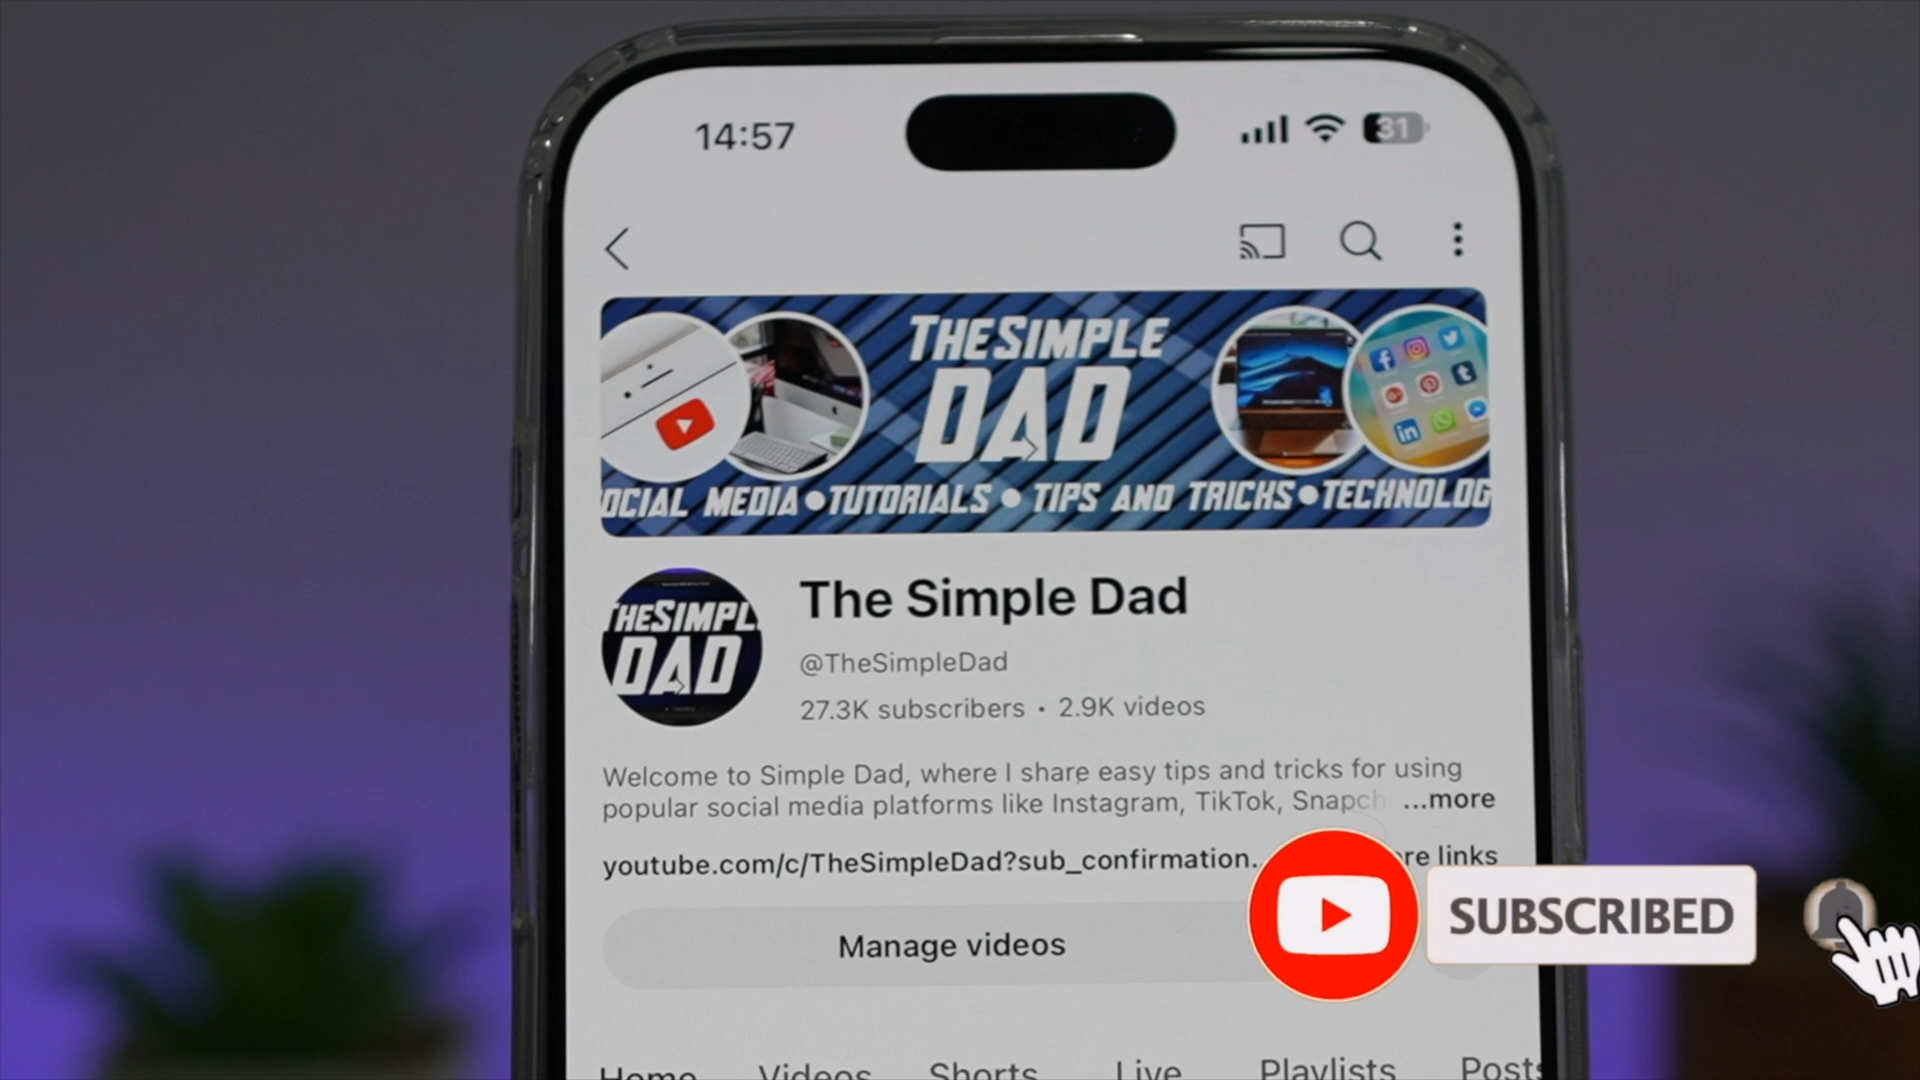 14:57
31
THESIMPLE
DAD
OCIAL MEDIA•TUTORIALS • TIPS AND TRICKS•TECHNOLOG
THESIMPL
DAD
The Simple Dad
@TheSimpleDad
27.3K subscribers • 2.9K videos
Welcome to Simple Dad, where I share easy tips and tricks for using
popular social media platforms like Instagram, TikTok, Snapch ...more
youtube.com/c/TheSimpleDad?sub_confirmation... re links
Manage videos
SUBSCRIBED
Home Videos Shorts Live Playlists Posts